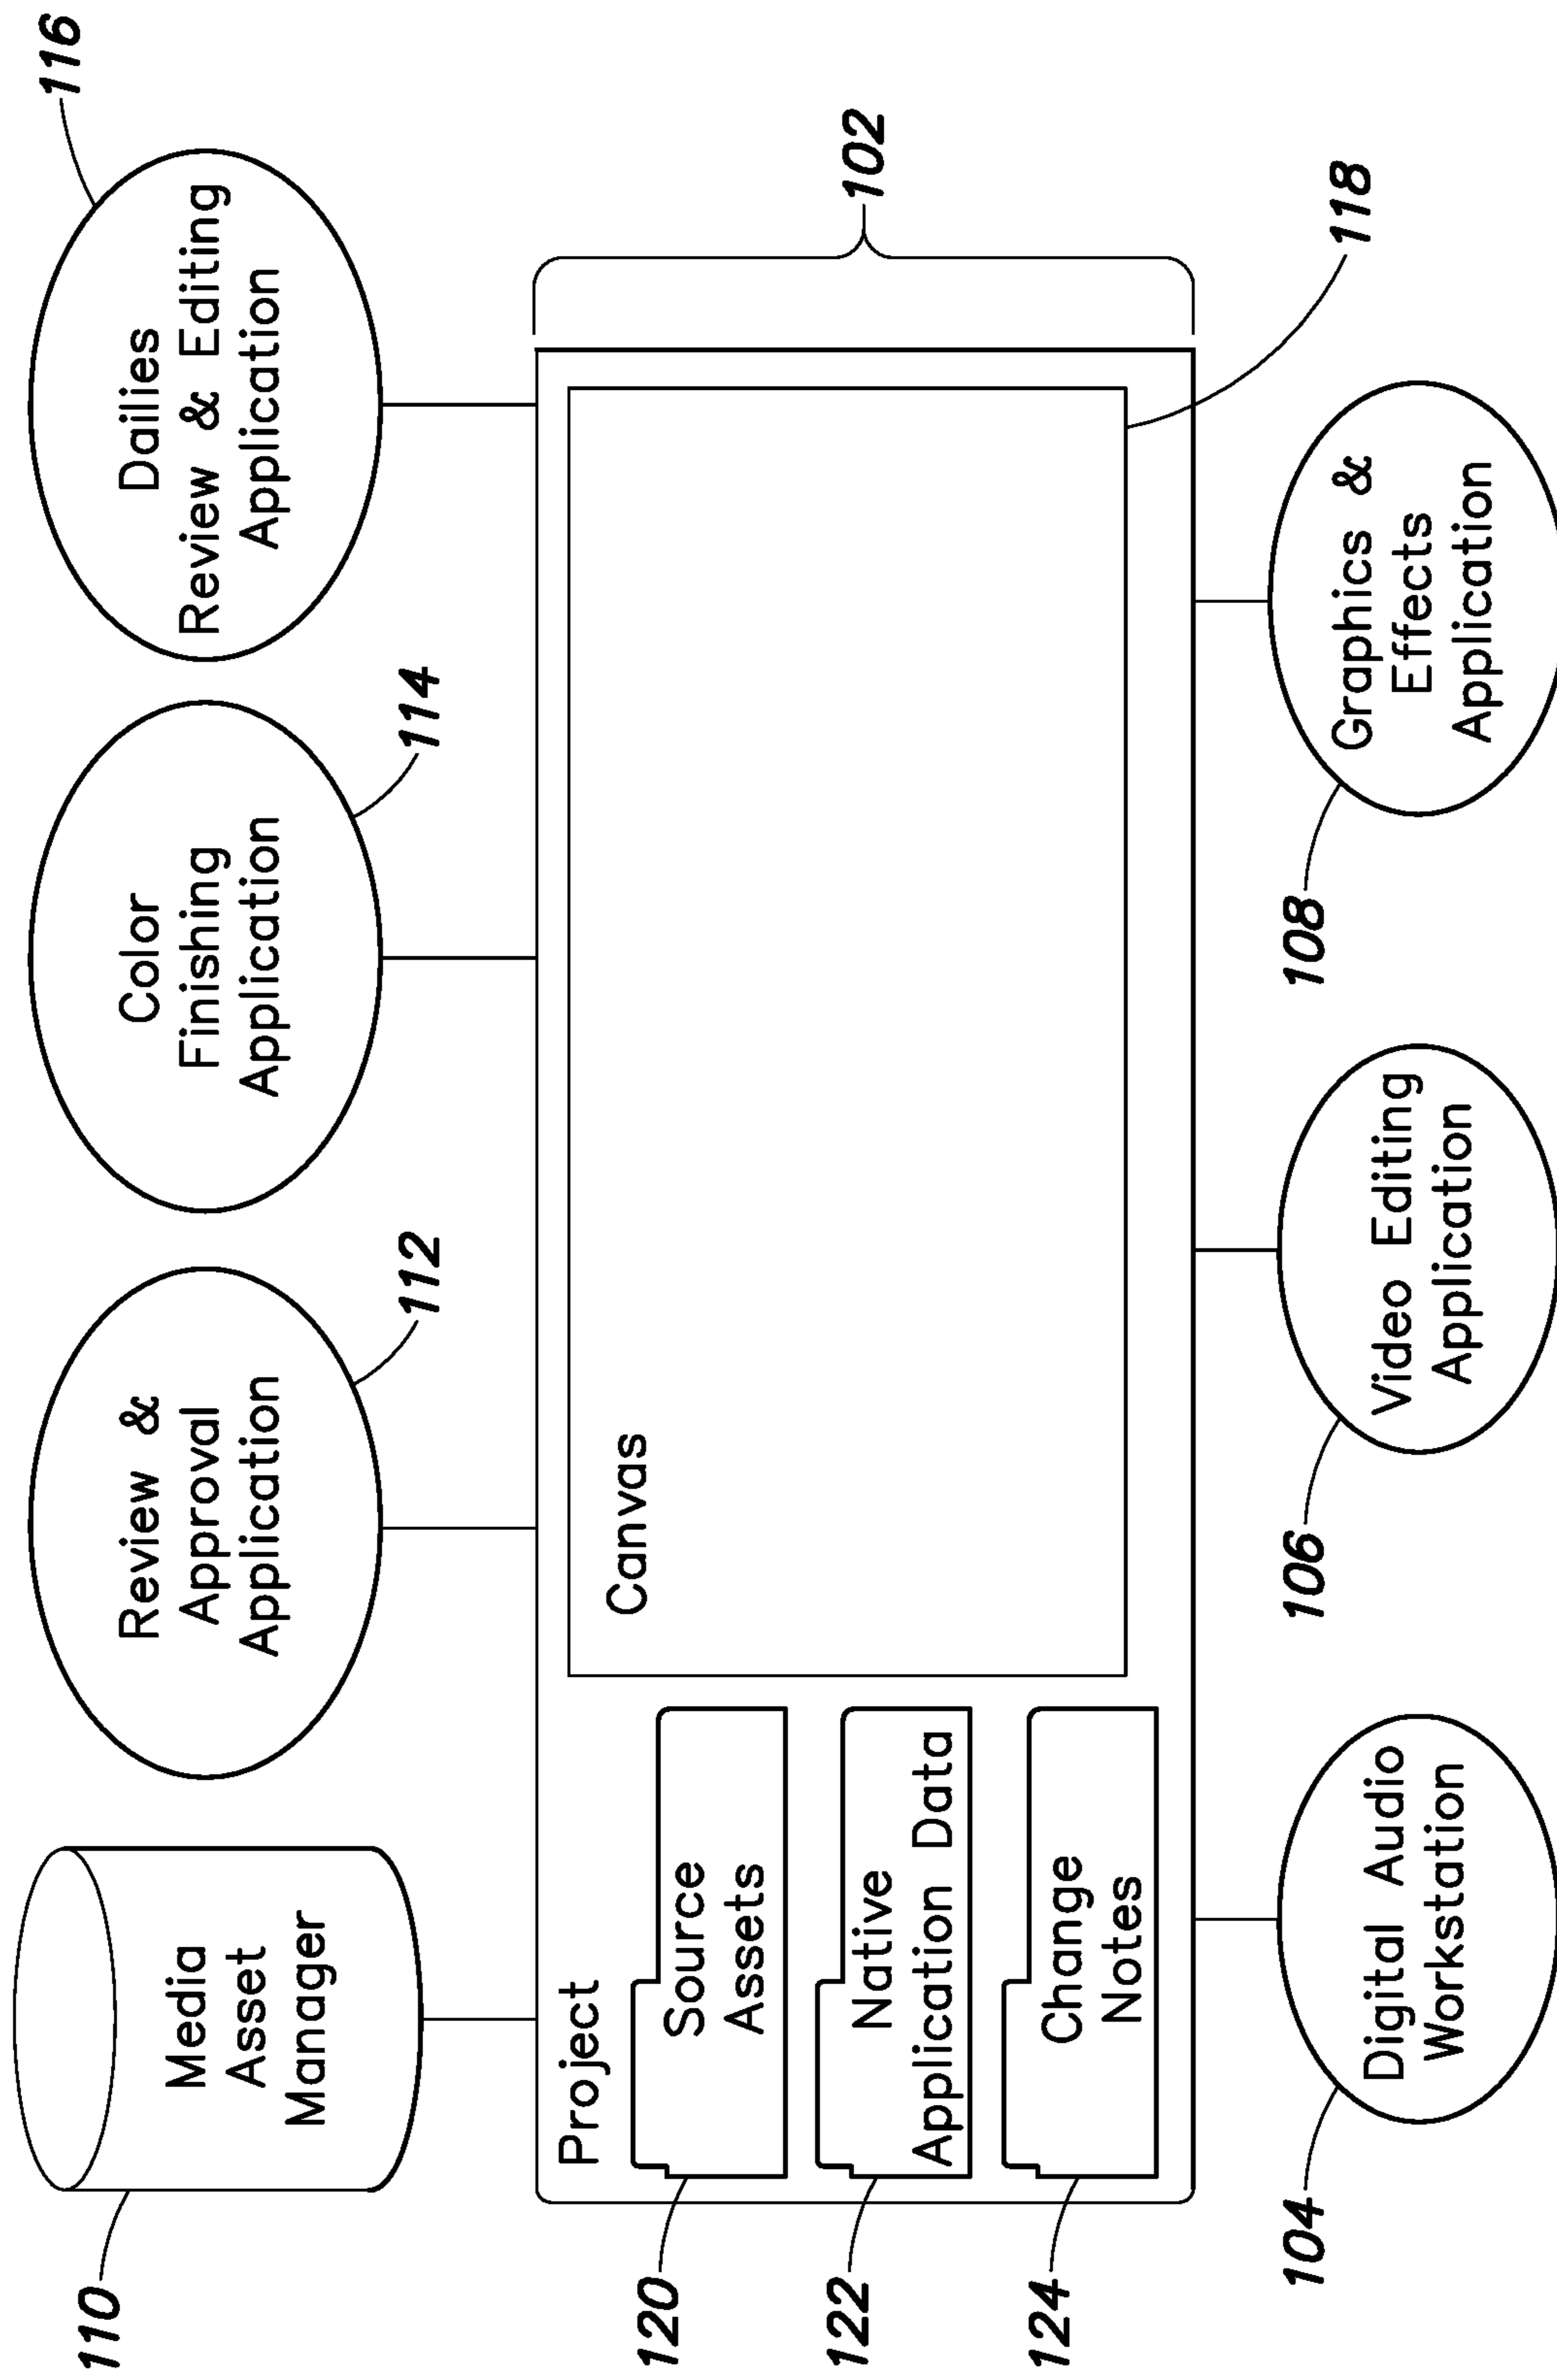 110
Media
Asset
Manager
Review &
Approval
Application
112
Color
Finishing
Application
114
Dailies
Review & Editing
Application
116
Project
120
Source
Assets
122
Native
Application Data
124
Change
Notes
Canvas
102
118
104
Digital Audio
Workstation
106
Video Editing
Application
108
Graphics &
Effects
Application